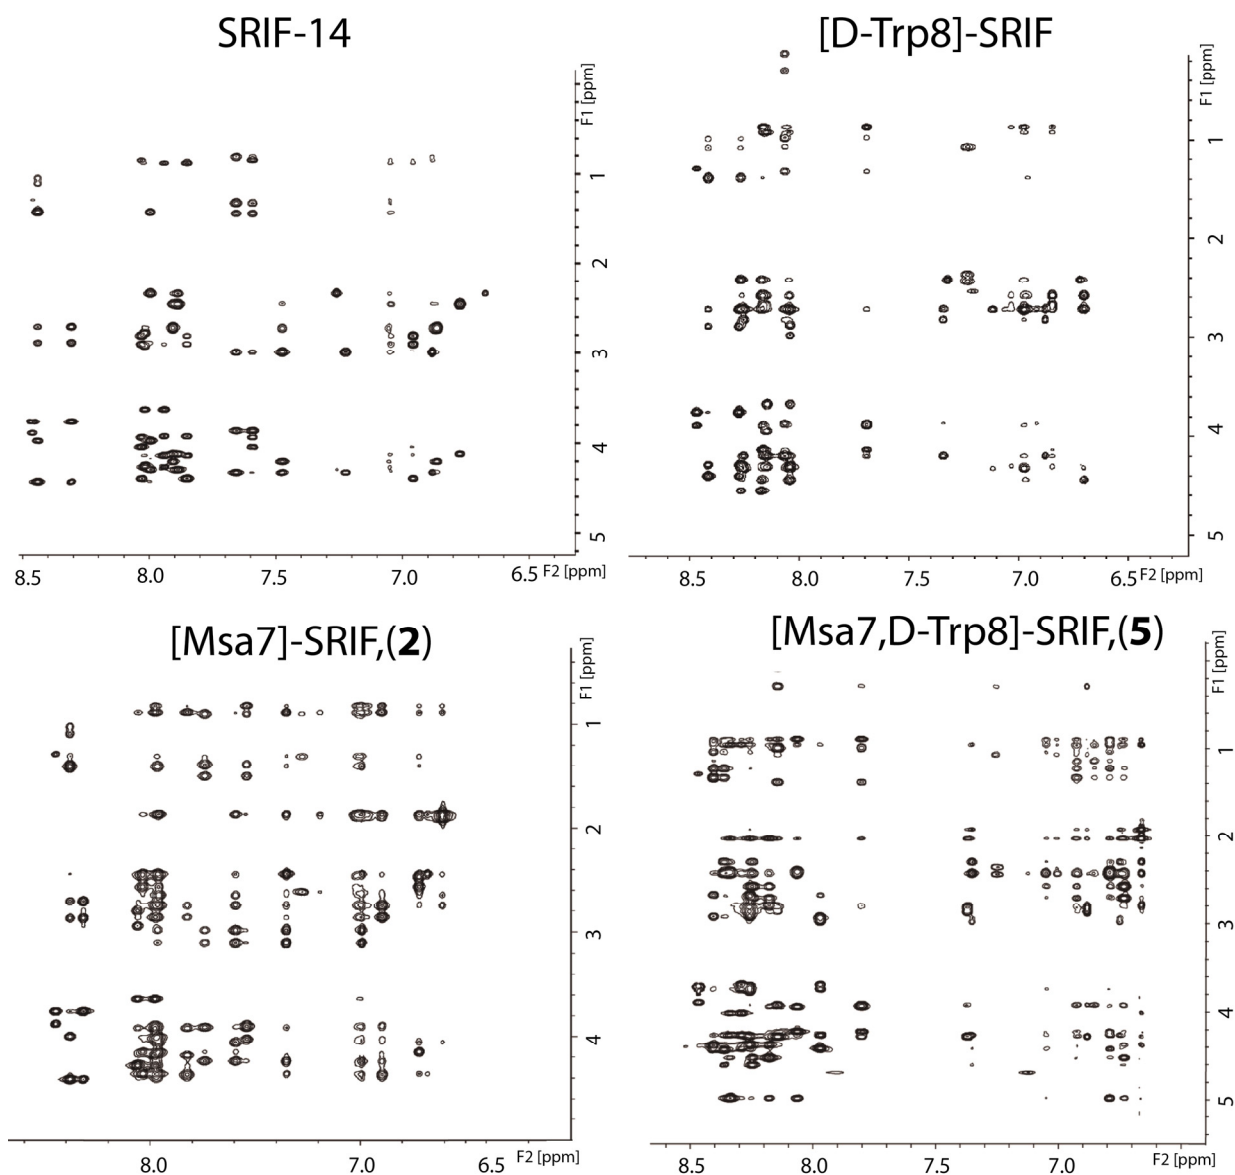 SRIF-14
F1 [ppm]
1
2
3
4
5
8.5 8.0 7.5 7.0 6.5 F2 [ppm]
[D-Trp8]-SRIF
F1 [ppm]
1
2
3
4
5
8.5 8.0 7.5 7.0 6.5 F2 [ppm]
[Msa7]-SRIF,(2)
F1 [ppm]
1
2
3
4
8.0 7.0 6.5 F2 [ppm]
[Msa7,D-Trp8]-SRIF,(5)
F1 [ppm]
1
2
3
4
5
8.5 8.0 7.5 7.0 F2 [ppm]